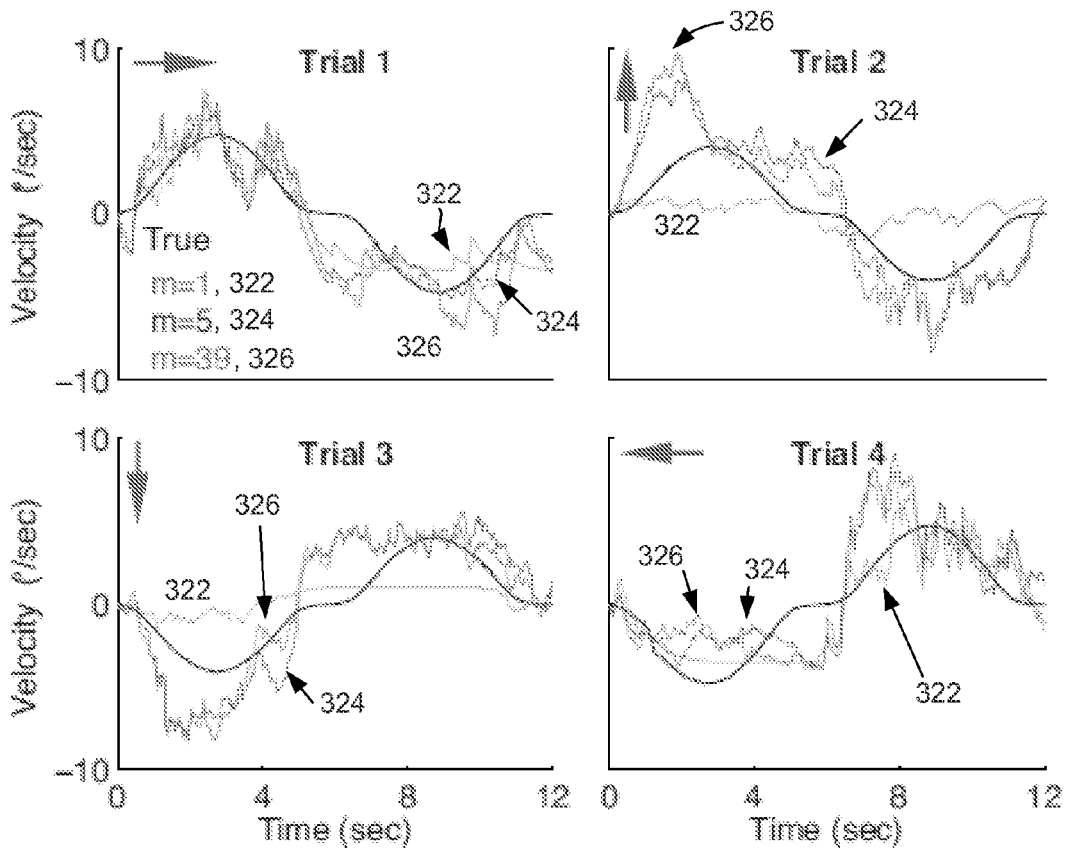 326
10
Trial 1
Trial 2
324
Velocity (°/sec)
322
0
322
True
m=1, 322
m=5, 324
324
m=39, 326
326
-10
10
Trial 3
Trial 4
326
Velocity (°/sec)
322
326
324
0
324
322
-10
0
4
8
12
0
4
8
12
Time (sec)
Time (sec)